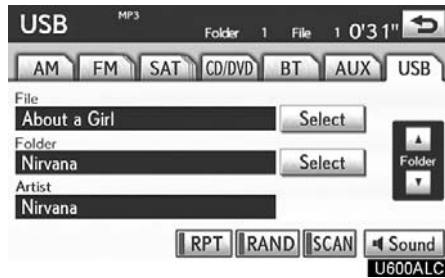 USB MP3 Folder 1 File 1 0'31"
AM FM SAT CD/DVD BT AUX USB
File
About a Girl Select
Folder
Nirvana Select
Folder
Artist
Nirvana
RPT RAND SCAN Sound
U600ALC